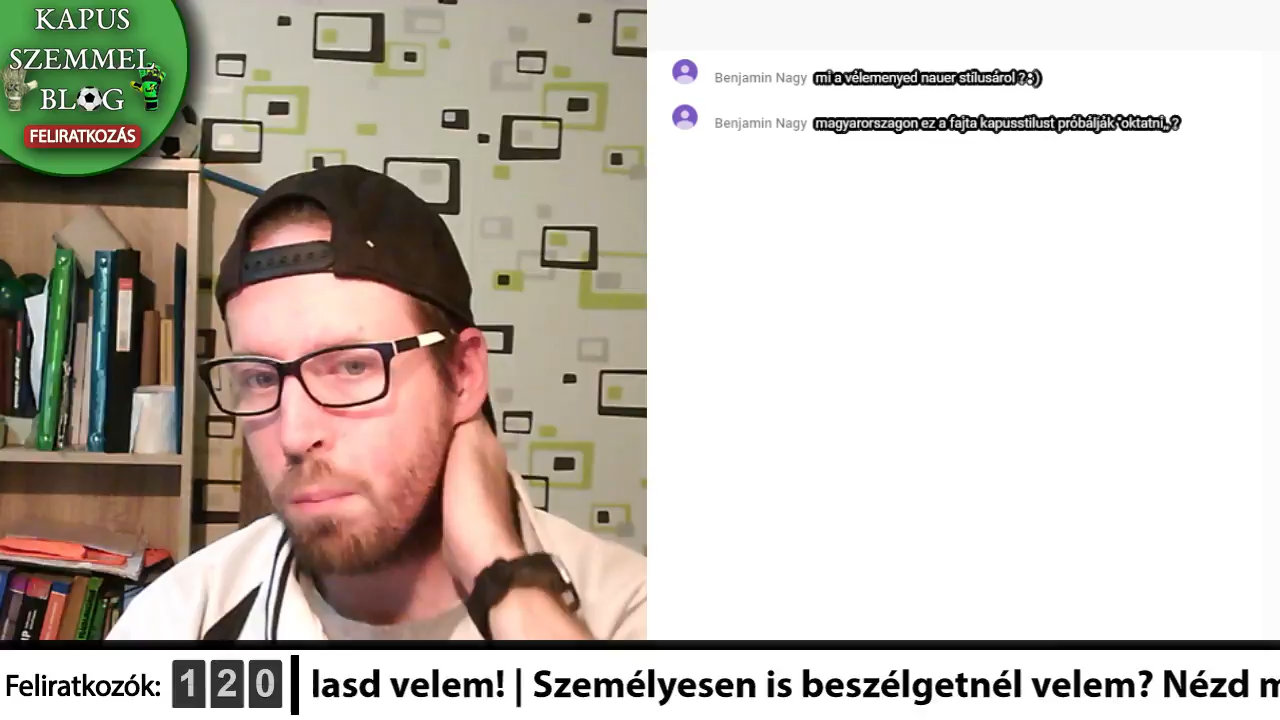 KAPUS
SZEMMEL
BLOG
FELIRATKOZÁS
Benjamin Nagy mi a vélemenyed nauer stilusárol ? :)
Benjamin Nagy magyarorszagon ez a fajta kapusstilust próbálják "oktatni,, ?
Feliratkozók: 120 lasd velem! | Személyesen is beszélgetnél velem? Nézd m